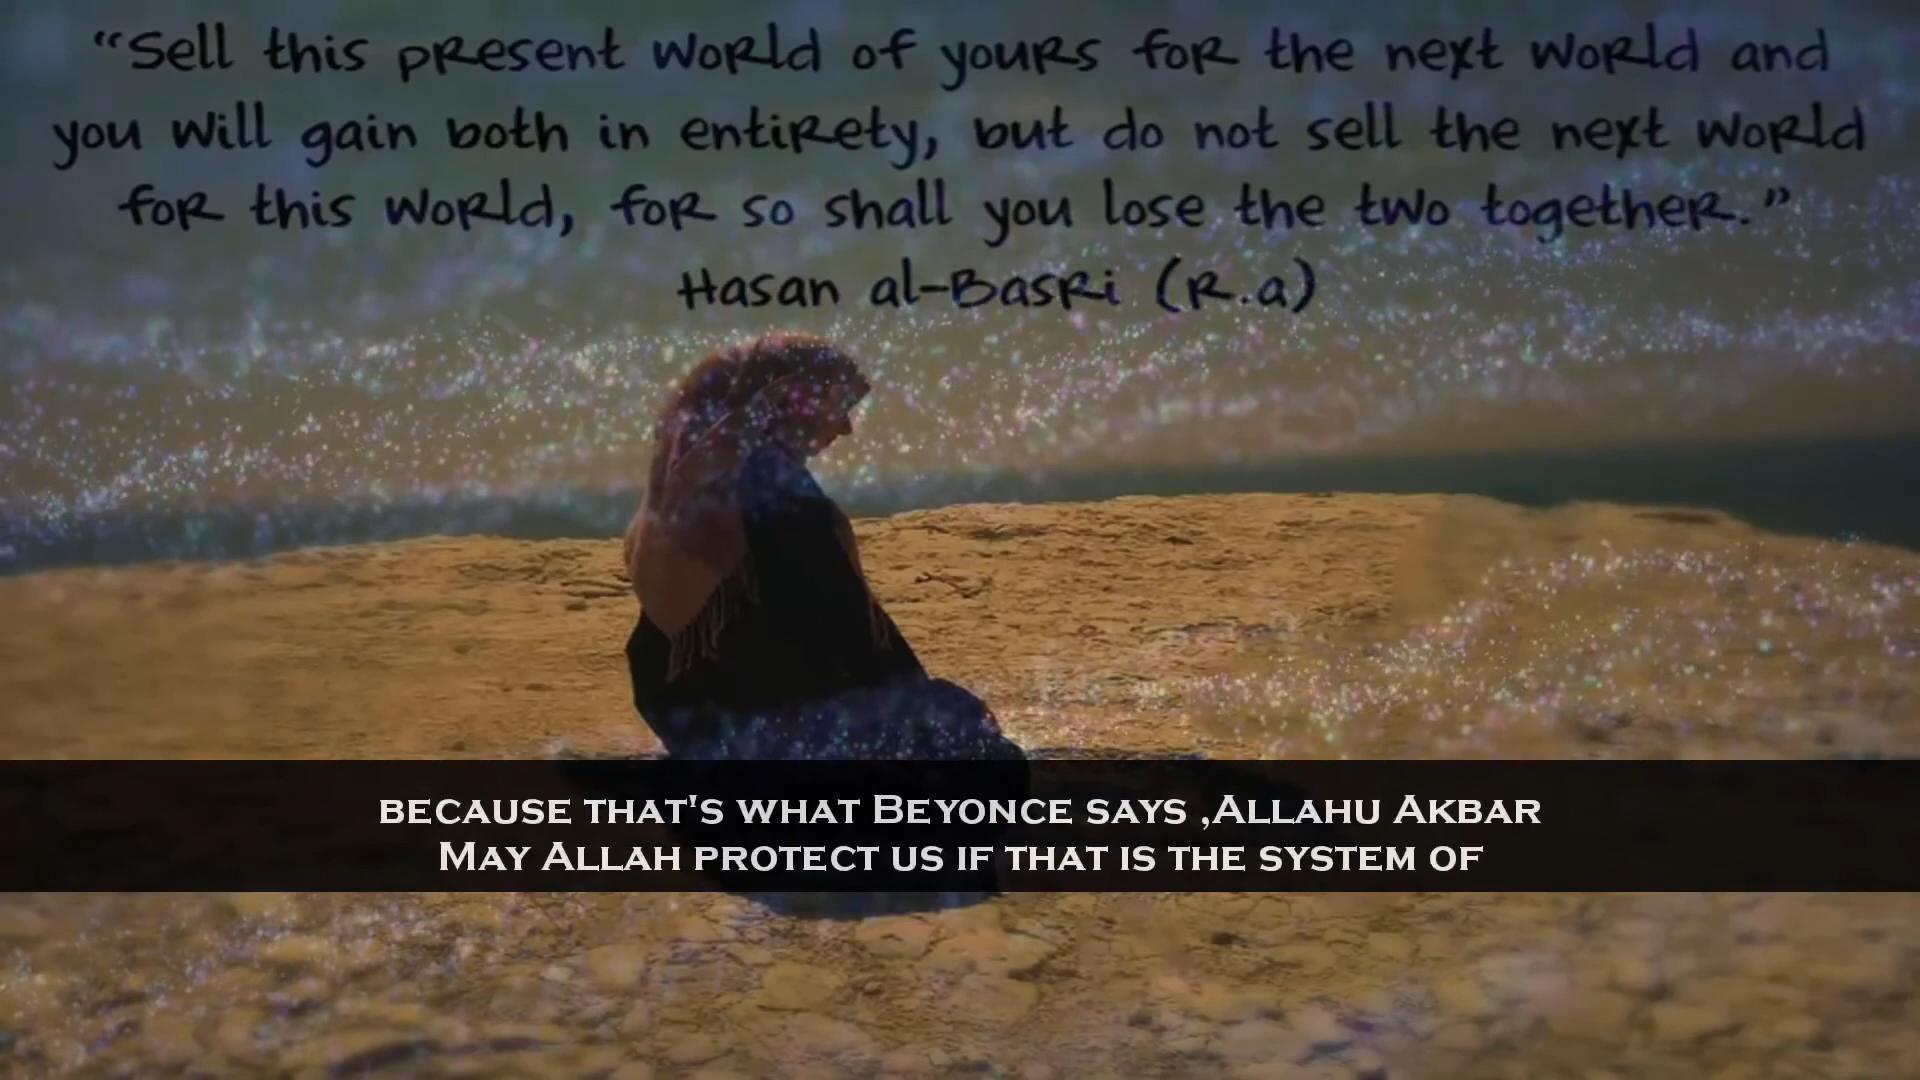 “Sell this present world of yours for the next world and
you will gain both in entirety, but do not sell the next world
for this world, for so shall you lose the two together.”
Hasan al-Basri (R.a)
BECAUSE THAT'S WHAT BEYONCE SAYS ,ALLAHU AKBAR
MAY ALLAH PROTECT US IF THAT IS THE SYSTEM OF